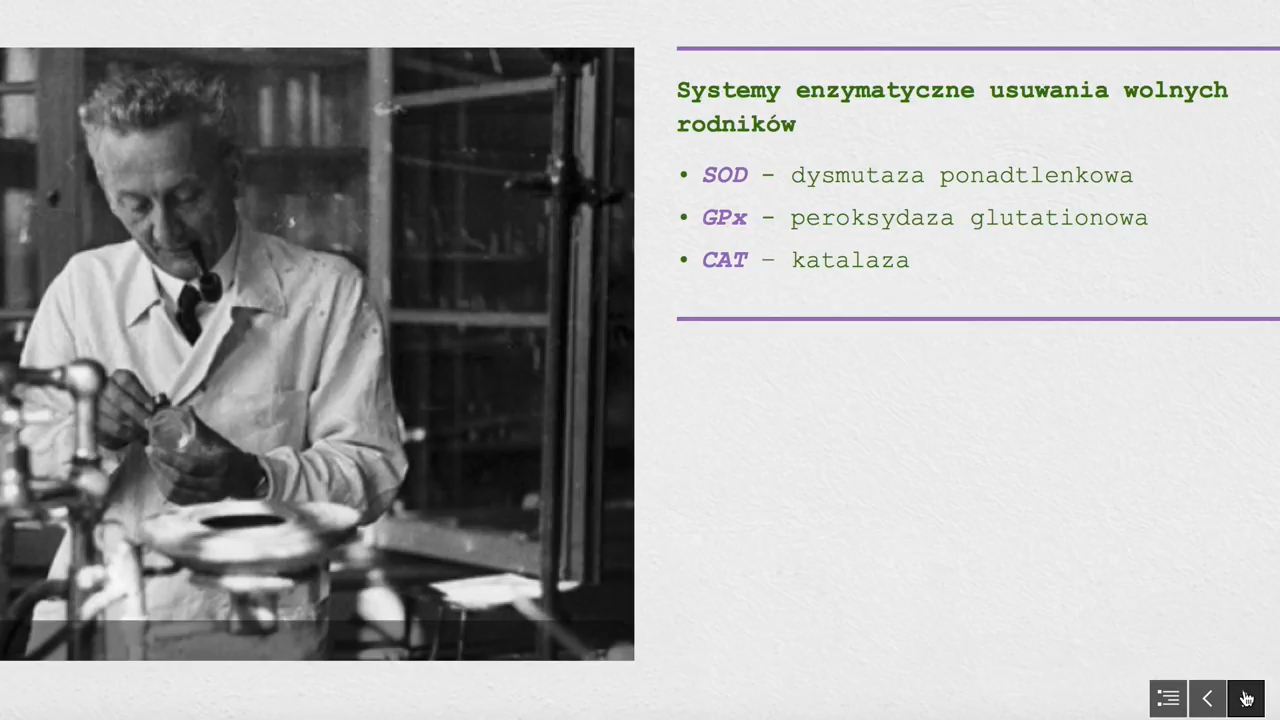 Systemy enzymatyczne usuwania wolnych
rodników
• SOD – dysmutaza ponadtlenkowa
• GPx – peroksydaza glutationowa
• CAT – katalaza